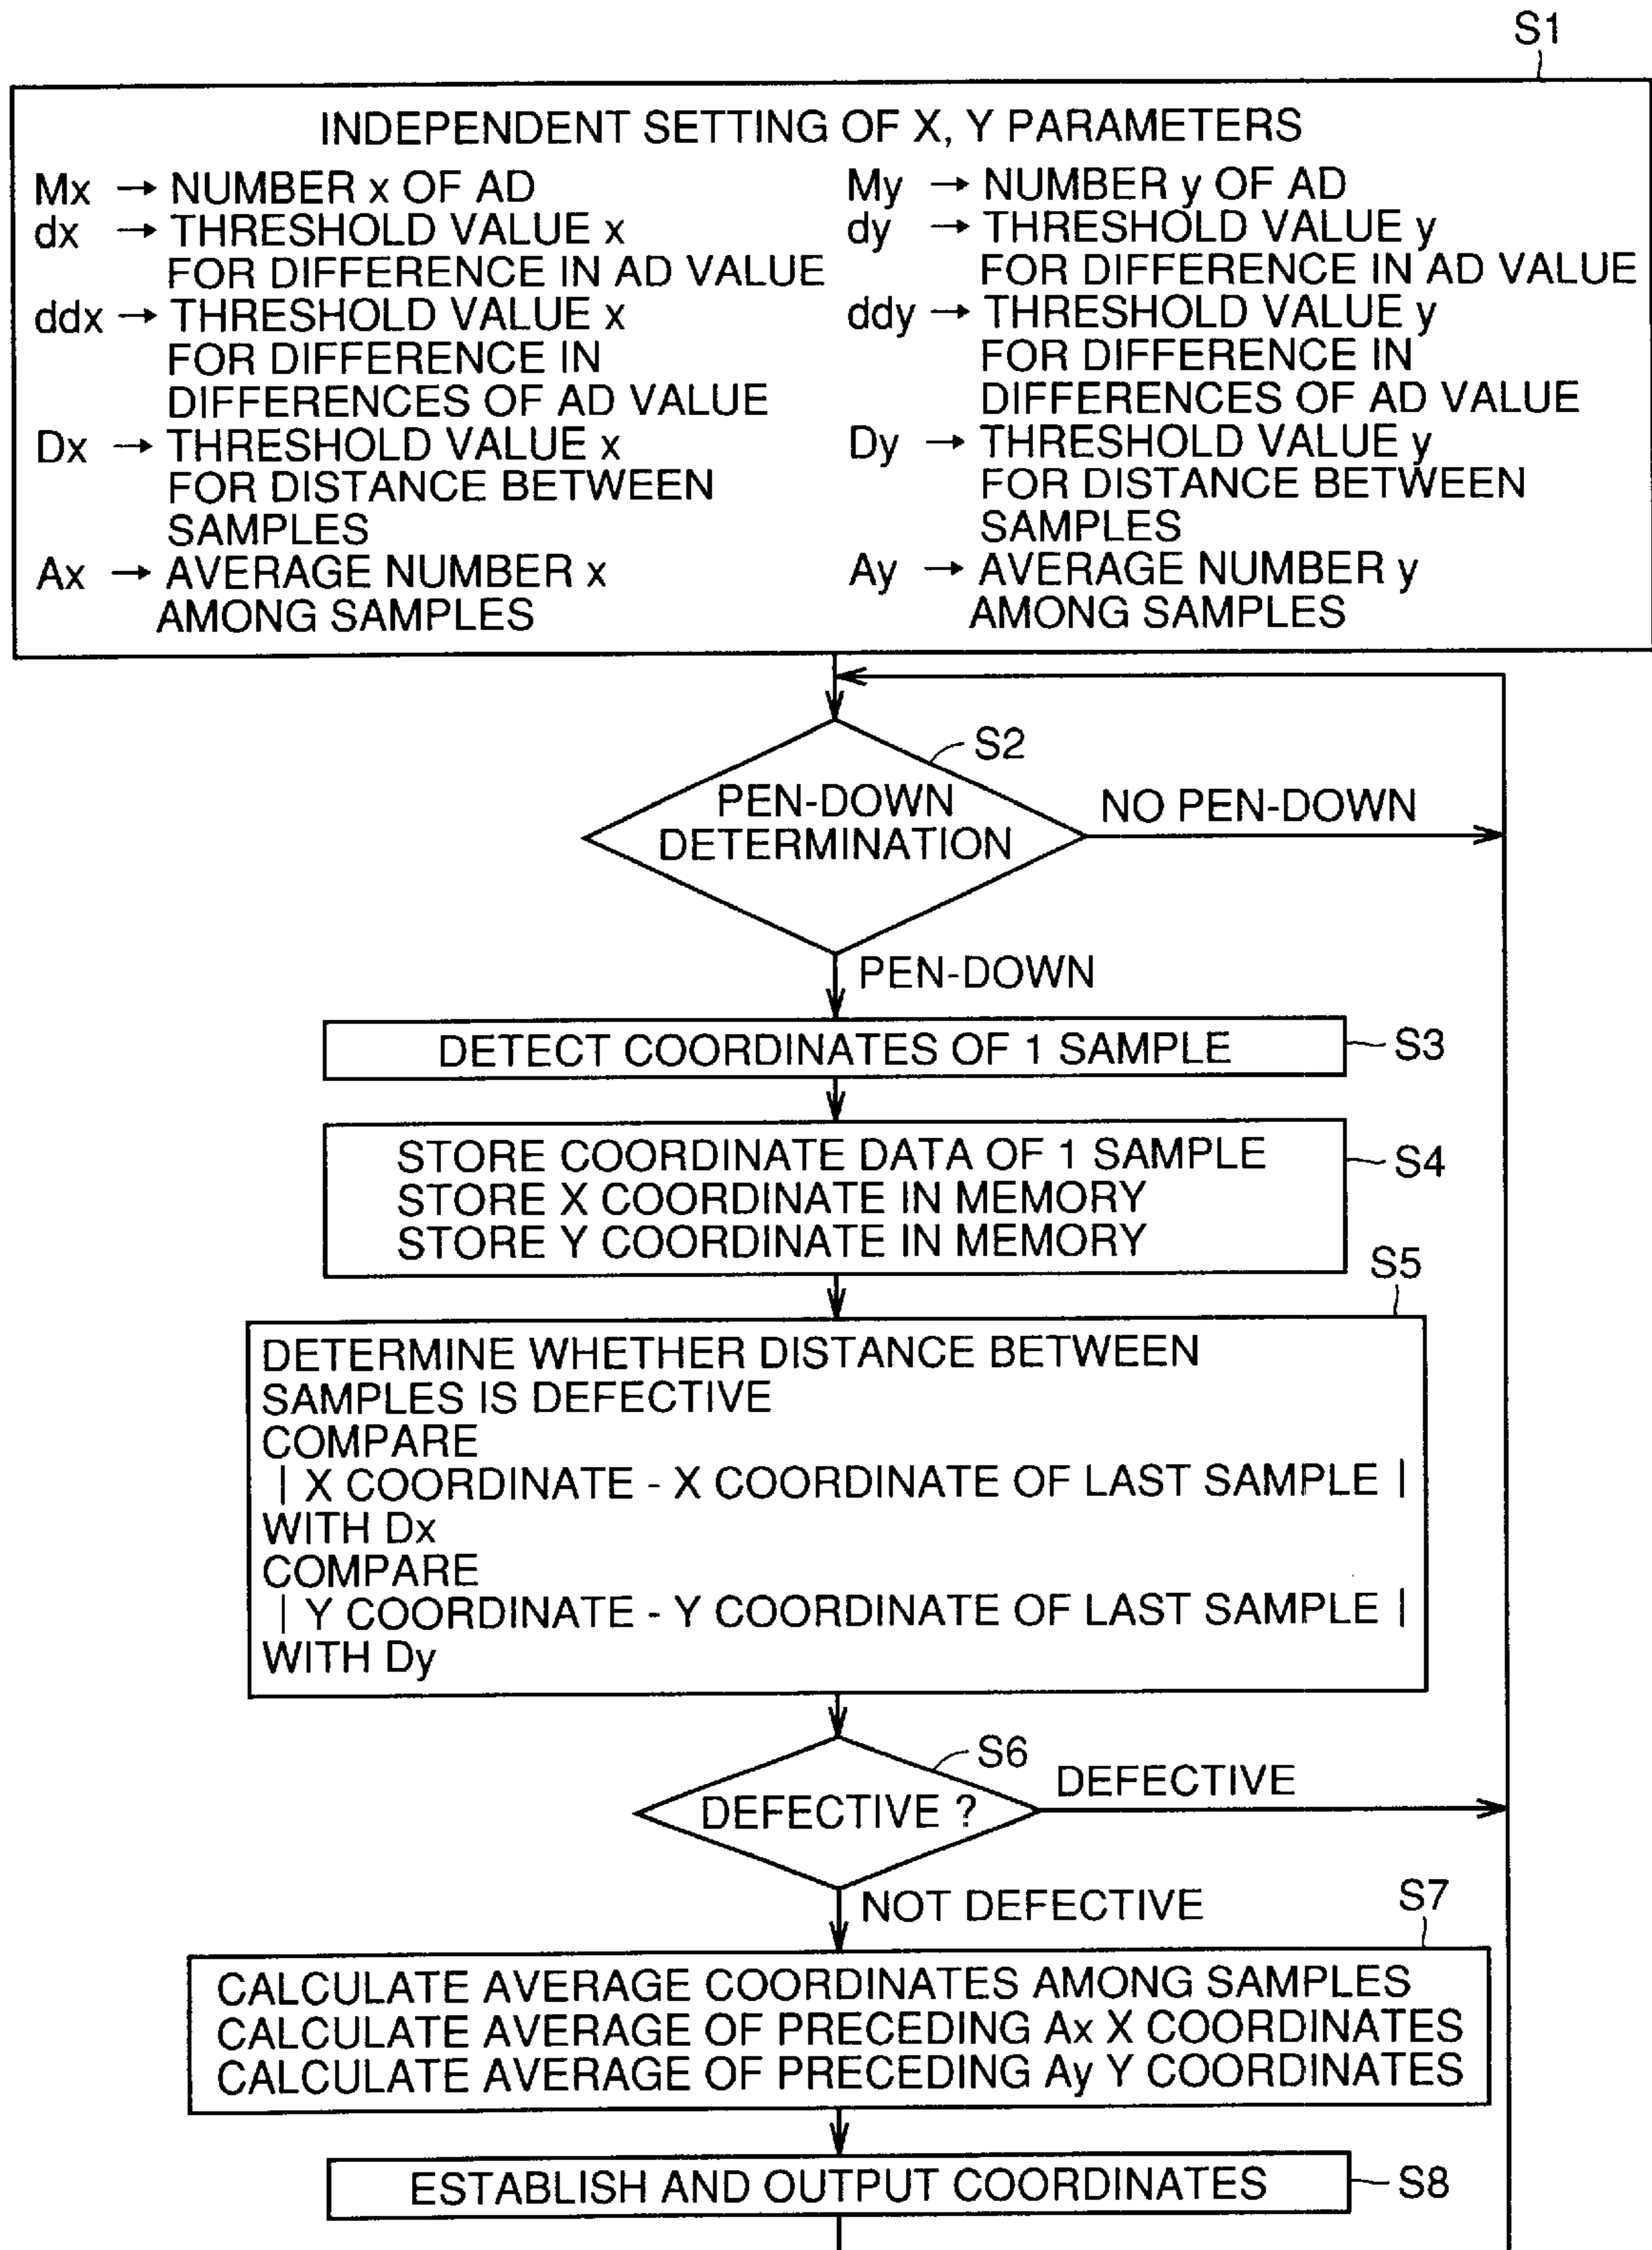 S1
INDEPENDENT SETTING OF X, Y PARAMETERS
Mx → NUMBER x OF AD
dx → THRESHOLD VALUE x
FOR DIFFERENCE IN AD VALUE
ddx → THRESHOLD VALUE x
FOR DIFFERENCE IN
DIFFERENCES OF AD VALUE
Dx → THRESHOLD VALUE x
FOR DISTANCE BETWEEN
SAMPLES
Ax → AVERAGE NUMBER x
AMONG SAMPLES
My → NUMBER y OF AD
dy → THRESHOLD VALUE y
FOR DIFFERENCE IN AD VALUE
ddy → THRESHOLD VALUE y
FOR DIFFERENCE IN
DIFFERENCES OF AD VALUE
Dy → THRESHOLD VALUE y
FOR DISTANCE BETWEEN
SAMPLES
Ay → AVERAGE NUMBER y
AMONG SAMPLES
S2
PEN-DOWN
DETERMINATION
NO PEN-DOWN
PEN-DOWN
DETECT COORDINATES OF 1 SAMPLE
S3
STORE COORDINATE DATA OF 1 SAMPLE
STORE X COORDINATE IN MEMORY
STORE Y COORDINATE IN MEMORY
S4
S5
DETERMINE WHETHER DISTANCE BETWEEN
SAMPLES IS DEFECTIVE
COMPARE
| X COORDINATE - X COORDINATE OF LAST SAMPLE |
WITH Dx
COMPARE
| Y COORDINATE - Y COORDINATE OF LAST SAMPLE |
WITH Dy
S6
DEFECTIVE ?
DEFECTIVE
NOT DEFECTIVE
S7
CALCULATE AVERAGE COORDINATES AMONG SAMPLES
CALCULATE AVERAGE OF PRECEDING Ax X COORDINATES
CALCULATE AVERAGE OF PRECEDING Ay Y COORDINATES
ESTABLISH AND OUTPUT COORDINATES
S8